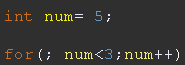 int num= 5;
for(; num<3;num++)